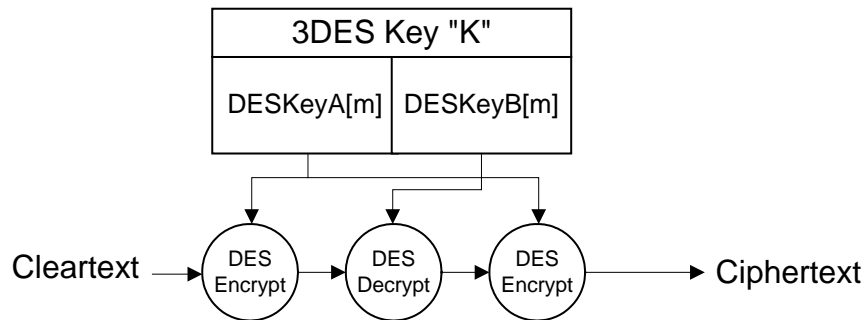 3DES Key "K"
DESKeyA[m] DESKeyB[m]
Cleartext
DES
Encrypt
DES
Decrypt
DES
Encrypt
Ciphertext